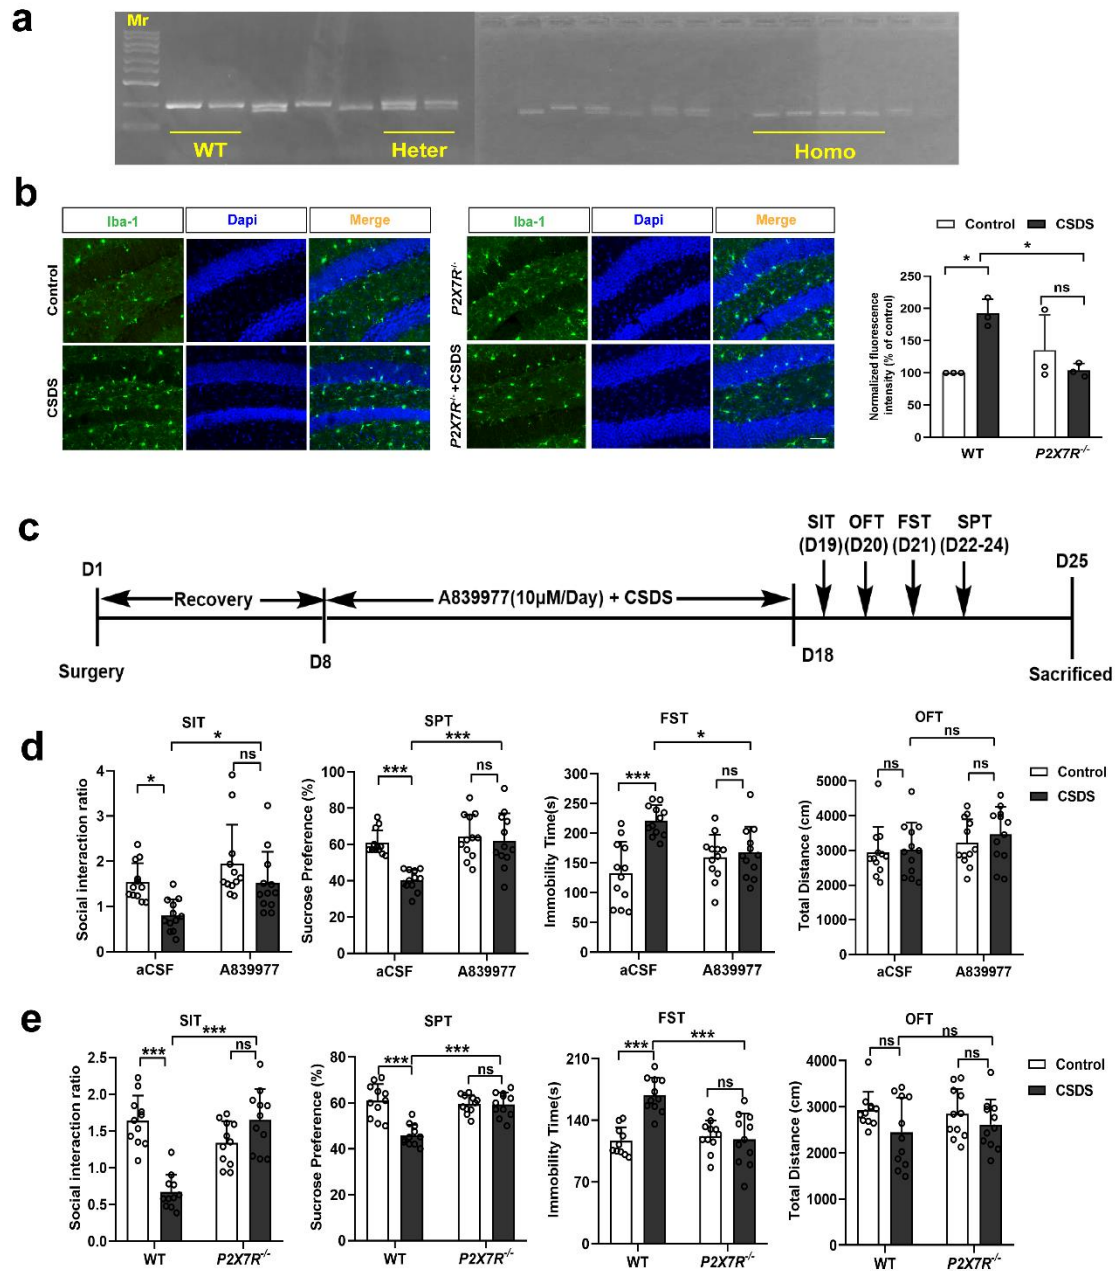 a
Mr
WT
Heter
Homo
b
Iba-1
Dapi
Merge
Control
CSDS
Iba-1
Dapi
Merge
P2X7R-/-
P2X7R-/- +CSDS
Control
CSDS
*
*
ns
Normalized fluorescence
intensity (% of control)
250
200
150
100
50
0
WT
P2X7R-/-
c
SIT OFT FST SPT
(D19) (D20) (D21) (D22-24)
D1
D25
Recovery
A839977(10μM/Day) + CSDS
D8
D18
Surgery
Sacrificed
d
SIT
*
*
ns
Social interaction ratio
4
3
2
1
0
aCSF
A839977
SPT
***
***
ns
Sucrose Preference (%)
100
80
60
40
20
0
aCSF
A839977
FST
*
***
ns
Immobility Time(s)
300
250
200
150
100
50
0
aCSF
A839977
OFT
ns
ns
ns
Total Distance (cm)
5000
4000
3000
2000
1000
0
aCSF
A839977
Control
CSDS
e
SIT
***
***
ns
Social interaction ratio
2.5
2.0
1.5
1.0
0.5
0.0
WT
P2X7R-/-
SPT
***
***
ns
Sucrose Preference (%)
80
60
40
20
0
WT
P2X7R-/-
FST
***
***
ns
Immobility Time(s)
210
140
70
0
WT
P2X7R-/-
OFT
ns
ns
ns
Total Distance (cm)
4000
3000
2000
1000
0
WT
P2X7R-/-
Control
CSDS